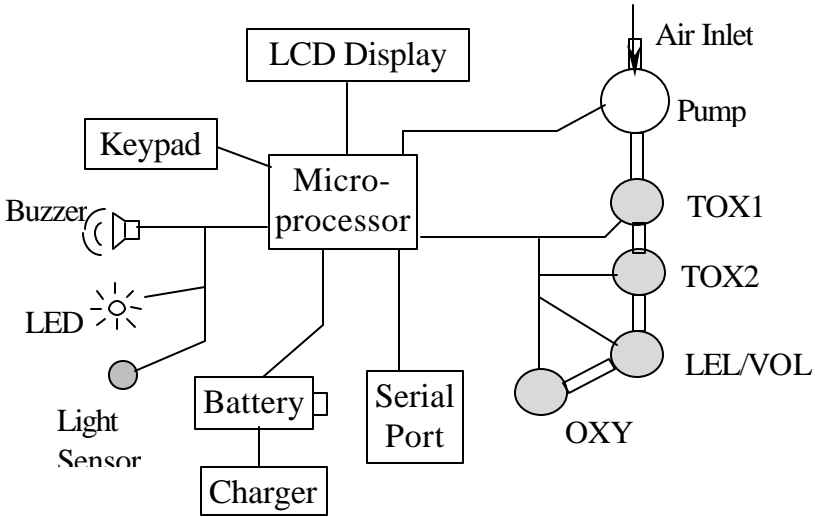 Air Inlet
LCD Display
Pump
Keypad
Micro-
processor
TOX1
Buzzer
TOX2
LED
LEL/VOL
Battery
Serial
Port
Light
Sensor
OXY
Charger